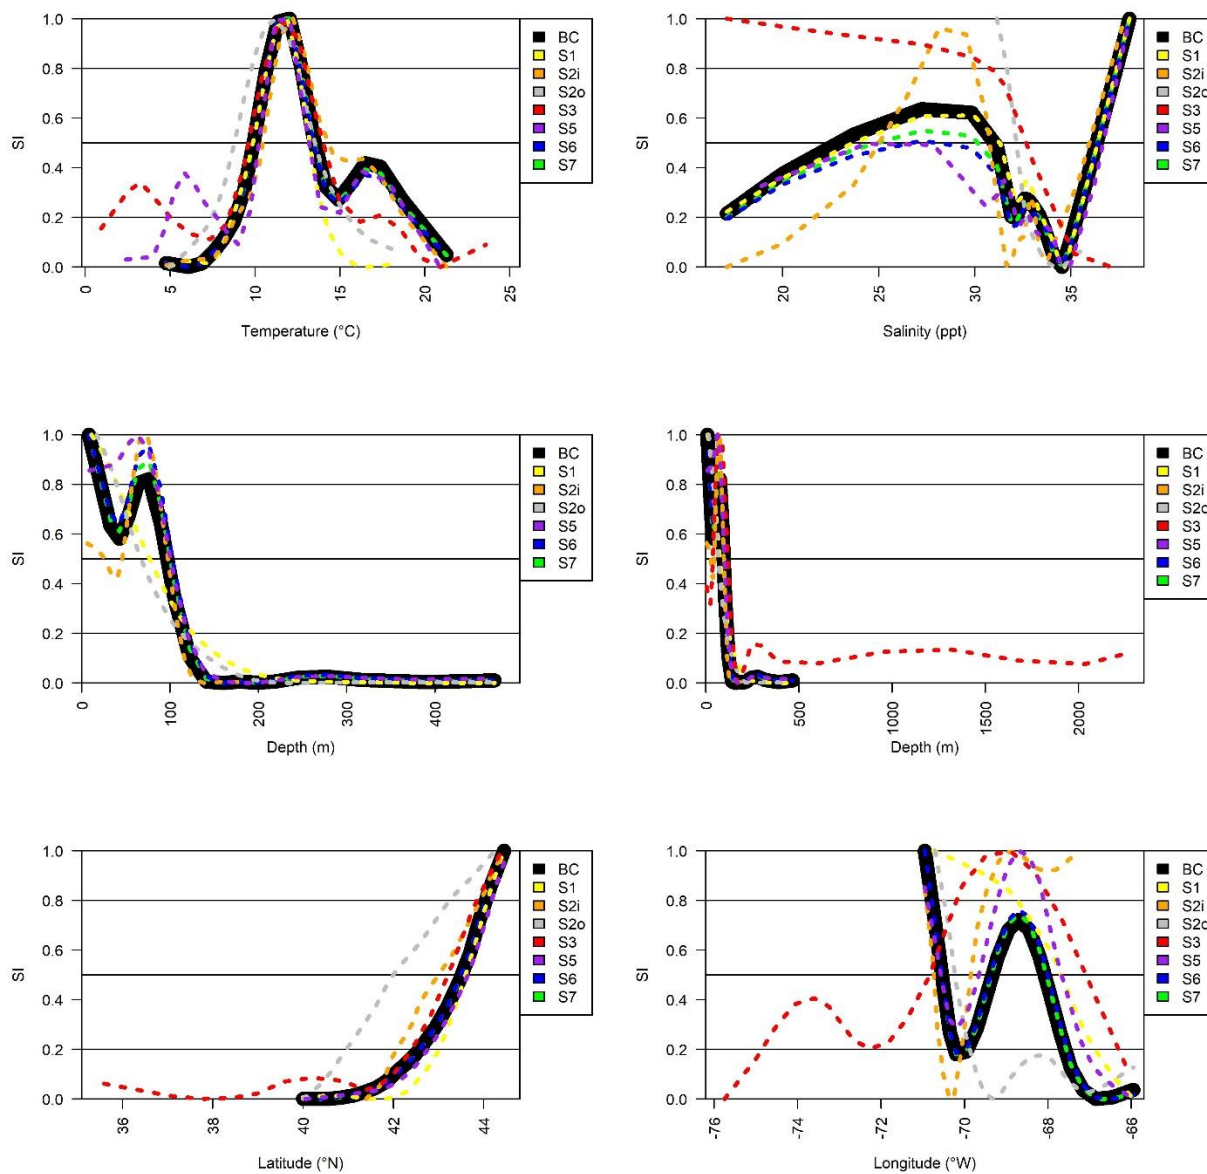 1.0
0.8
0.6
0.4
0.2
0.0
SI
0
5
10
15
20
25
Temperature (°C)
BC
S1
S2i
S2o
S3
S5
S6
S7
1.0
0.8
0.6
0.4
0.2
0.0
SI
20
25
30
35
Salinity (ppt)
BC
S1
S2i
S2o
S3
S5
S6
S7
1.0
0.8
0.6
0.4
0.2
0.0
SI
0
100
200
300
400
Depth (m)
BC
S1
S2i
S2o
S5
S6
S7
1.0
0.8
0.6
0.4
0.2
0.0
SI
0
500
1000
1500
2000
Depth (m)
BC
S1
S2i
S2o
S3
S5
S6
S7
1.0
0.8
0.6
0.4
0.2
0.0
SI
36
38
40
42
44
Latitude (°N)
BC
S1
S2i
S2o
S3
S5
S6
S7
1.0
0.8
0.6
0.4
0.2
0.0
SI
-76
-74
-72
-70
-68
-66
Longitude (°W)
BC
S1
S2i
S2o
S3
S5
S6
S7